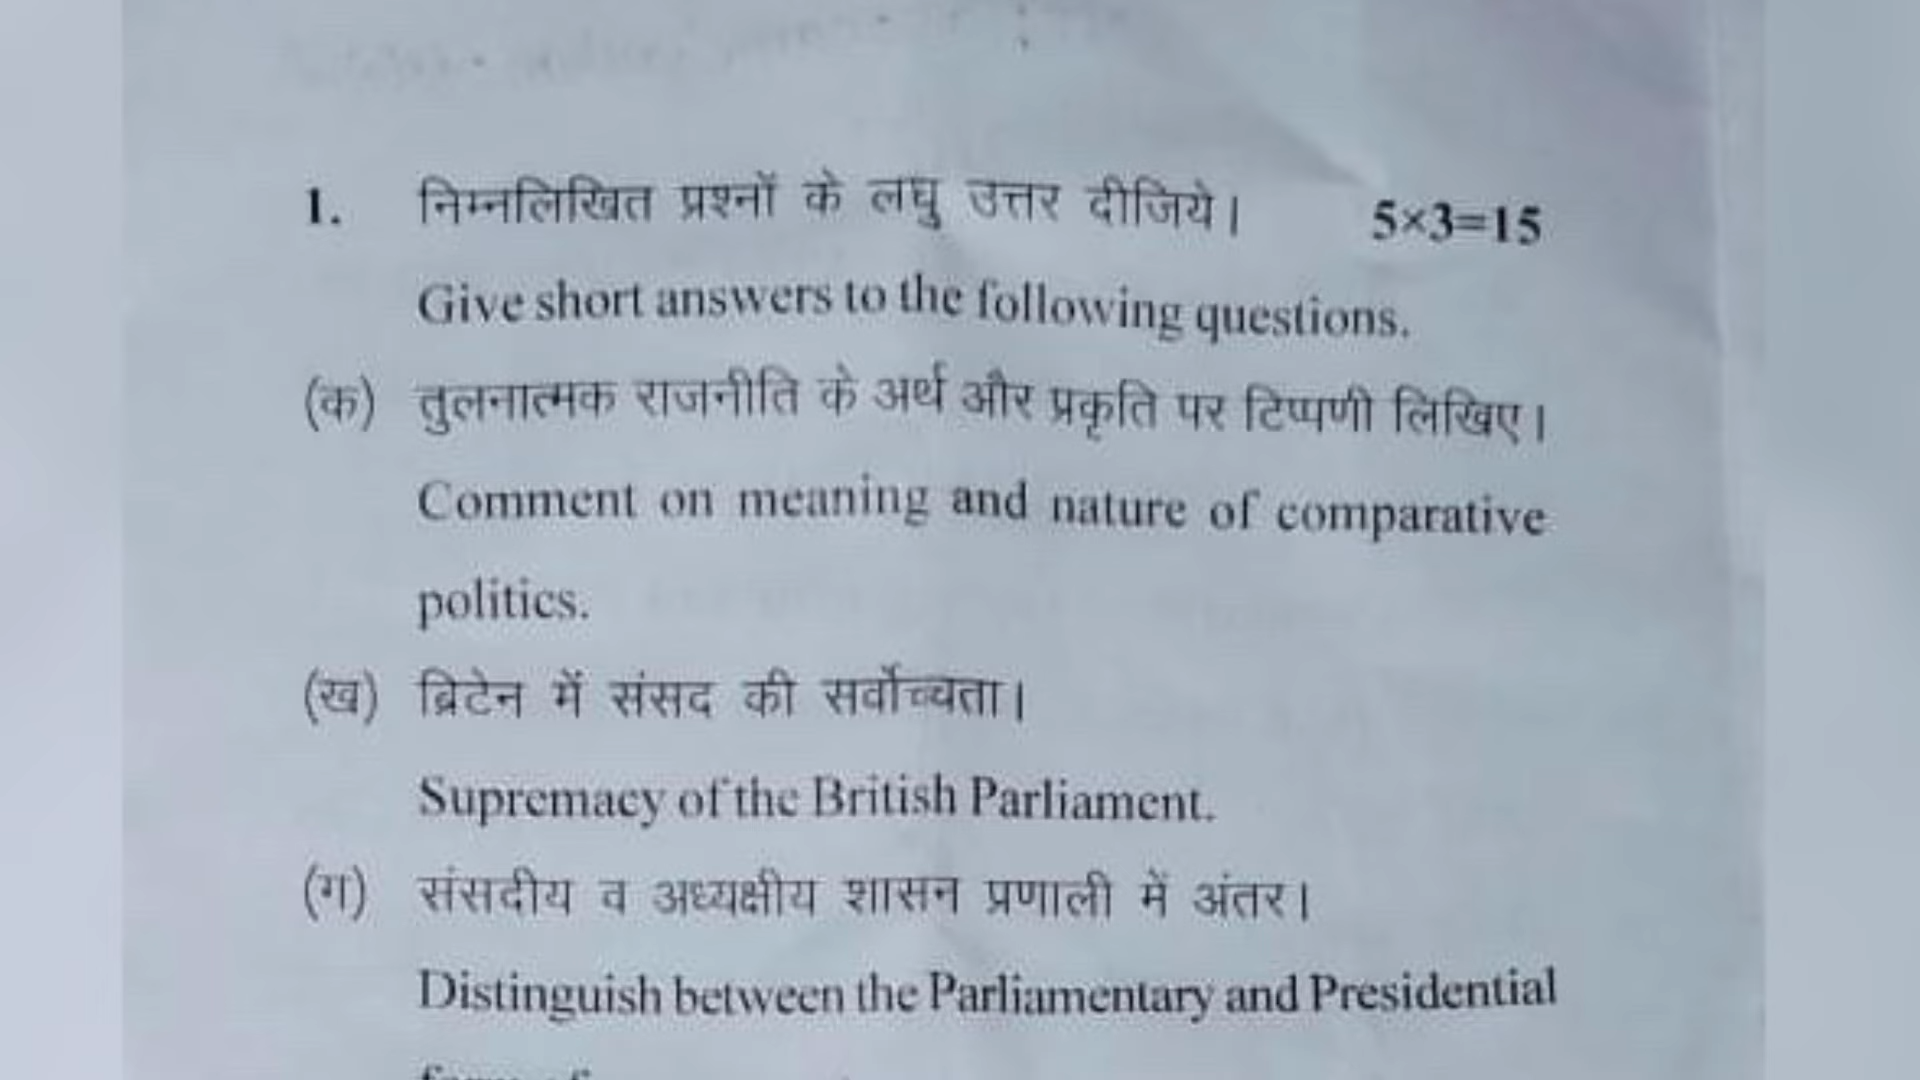 1. निम्नलिखित प्रश्नों के लघु उत्तर दीजिये। 5×3=15
Give short answers to the following questions.
(क) तुलनात्मक राजनीति के अर्थ और प्रकृति पर टिप्पणी लिखिए।
Comment on meaning and nature of comparative
politics.
(ख) ब्रिटेन में संसद की सर्वोच्चता।
Supremacy of the British Parliament.
(ग) संसदीय व अध्यक्षीय शासन प्रणाली में अंतर।
Distinguish between the Parliamentary and Presidential